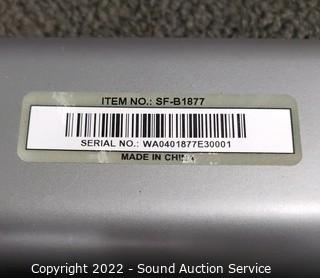 ITEM NO.: SF-B1877
SERIAL NO.: WA0401877E30001
MADE IN CHINA
Copyright © 2022 - Sound Auction Service